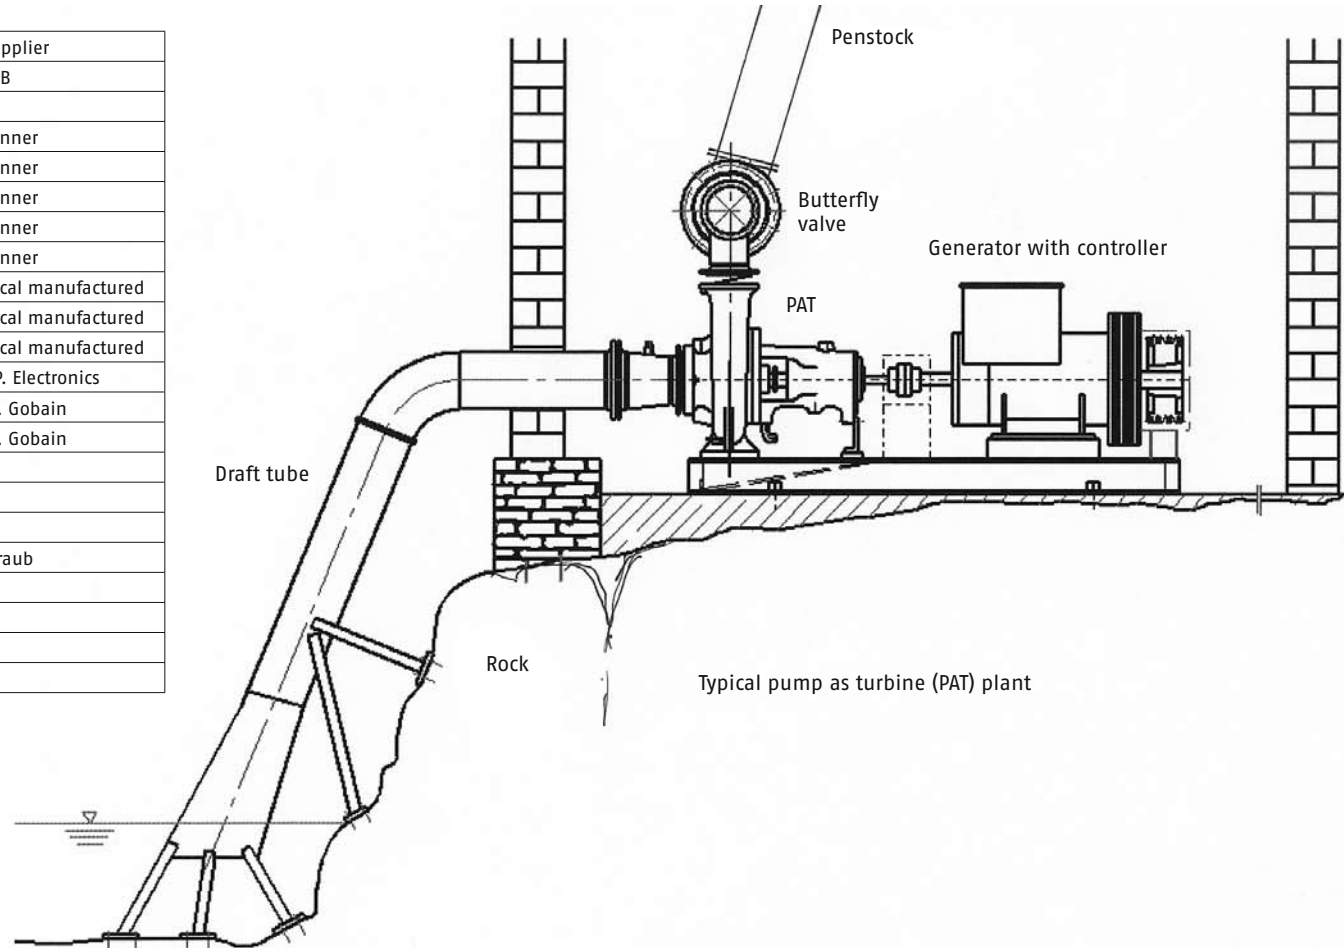 pplier
B
nner
nner
nner
nner
nner
cal manufactured
cal manufactured
cal manufactured
P. Electronics
. Gobain
. Gobain
raub
Penstock
Butterfly
valve
Generator with controller
PAT
Draft tube
Rock
Typical pump as turbine (PAT) plant